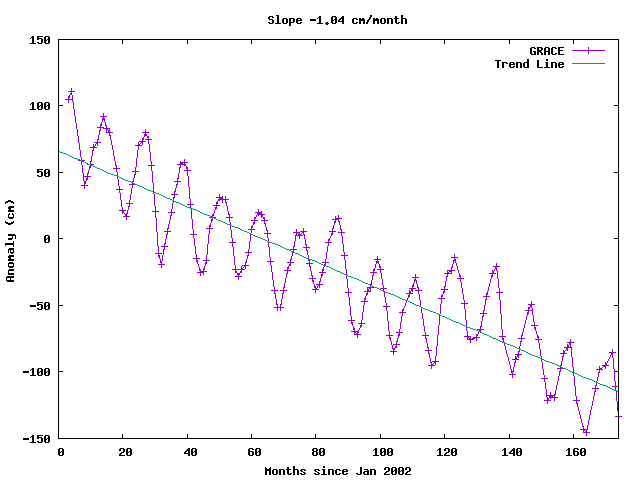 Slope -1.04 cm/month
GRACE
Trend Line
150
100
50
0
-50
-100
-150
Anomaly (cm)
0 20 40 60 80 100 120 140 160
Months since Jan 2002